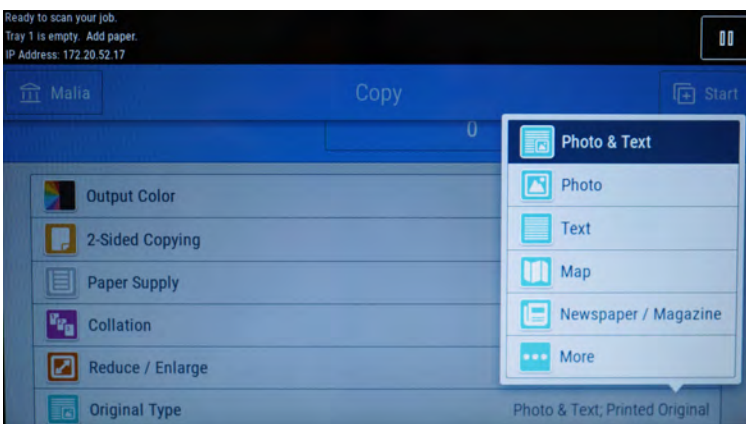 Ready to scan your job.
Tray 1 is empty. Add paper.
IP Address: 172.20.52.17
Malia
Copy
Start
0
Photo & Text
Photo
Output Color
Text
2-Sided Copying
Map
Paper Supply
Newspaper / Magazine
Collation
More
Reduce / Enlarge
Original Type
Photo & Text; Printed Original